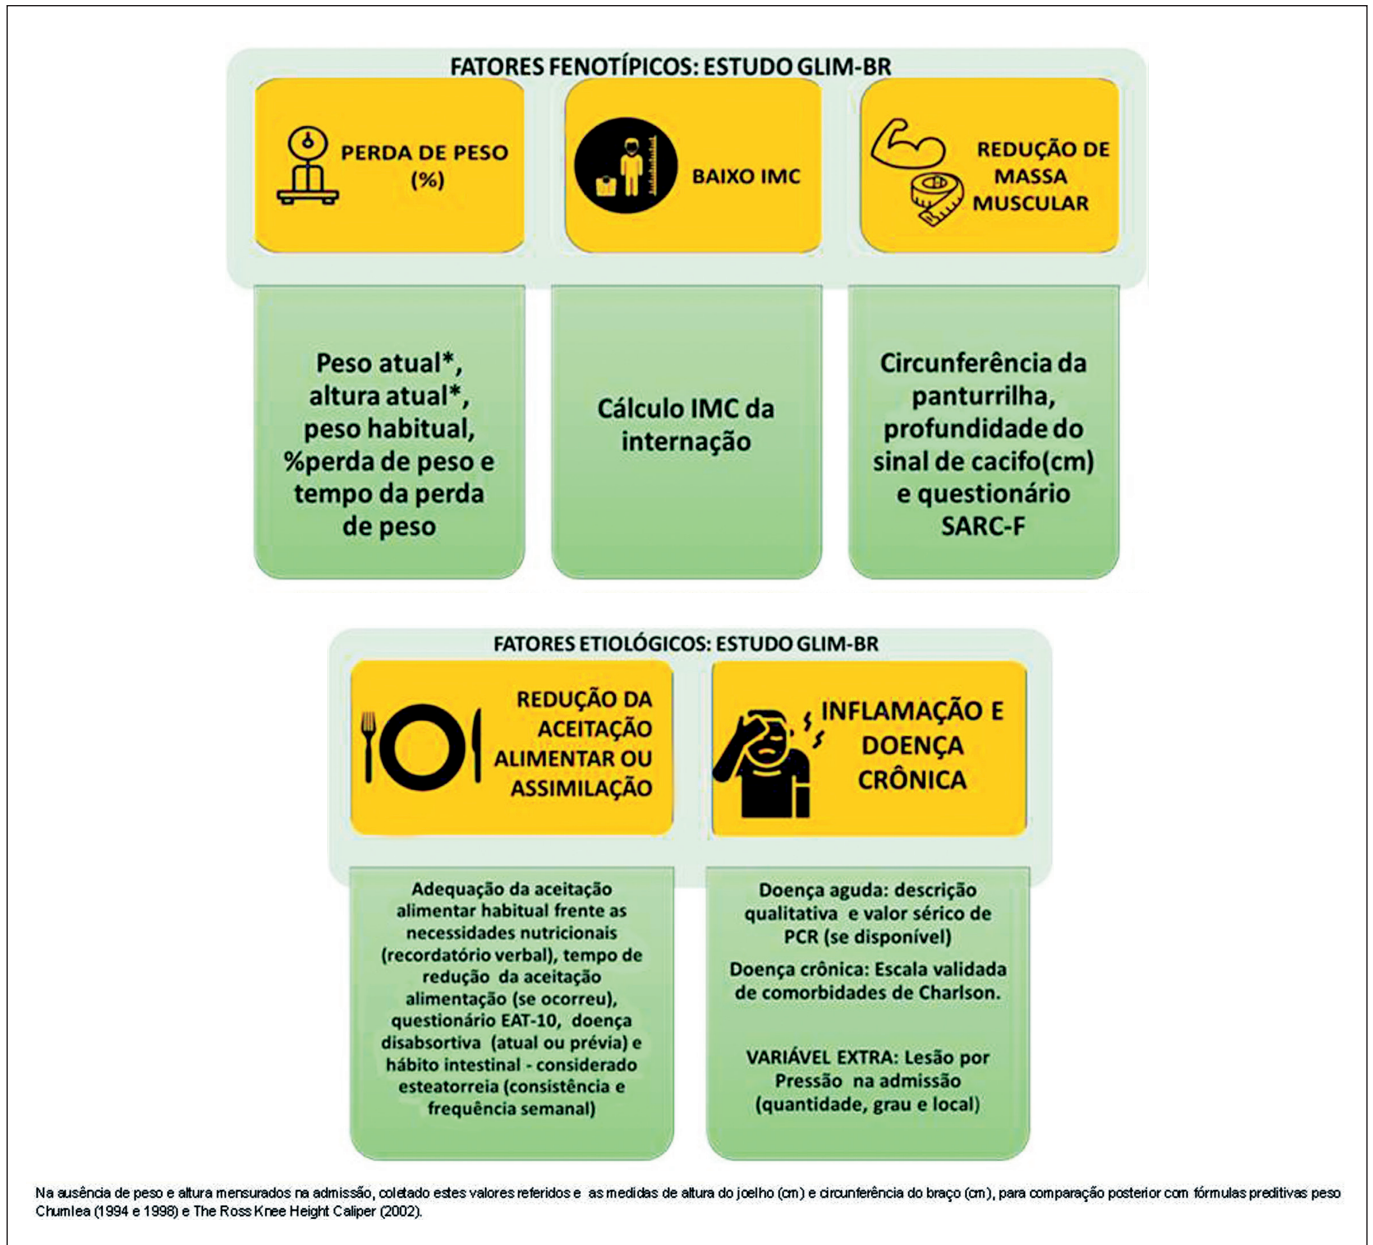 FATORES FENOTÍPICOS: ESTUDO GLIM-BR
PERDA DE PESO
(%)
BAIXO IMC
REDUÇÃO DE
MASSA
MUSCULAR
Peso atual*,
altura atual*,
peso habitual,
%perda de peso e
tempo da perda
de peso
Cálculo IMC da
internação
Circunferência da
panturrilha,
profundidade do
sinal de cacifo(cm)
e questionário
SARC-F
FATORES ETIOLÓGICOS: ESTUDO GLIM-BR
REDUÇÃO DA
ACEITAÇÃO
ALIMENTAR OU
ASSIMILAÇÃO
INFLAMAÇÃO E
DOENÇA
CRÔNICA
Adequação da aceitação
alimentar habitual frente as
necessidades nutricionais
(recordatório verbal), tempo de
redução da aceitação
alimentação (se ocorreu),
questionário EAT-10, doença
disabsortiva (atual ou prévia) e
hábito intestinal - considerado
esteatorreia (consistência e
frequência semanal)
Doença aguda: descrição
qualitativa e valor sérico de
PCR (se disponível)
Doença crônica: Escala validada
de comorbidades de Charlson.
VARIÁVEL EXTRA: Lesão por
Pressão na admissão
(quantidade, grau e local)
Na ausência de peso e altura mensurados na admissão, coletado estes valores referidos e as medidas de altura do joelho (cm) e circunferência do braço (cm), para comparação posterior com fórmulas preditivas peso
Chumlea (1994 e 1998) e The Ross Knee Height Caliper (2002).